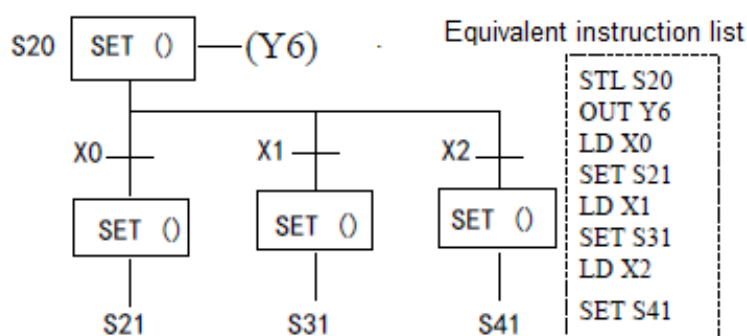 Equivalent instruction list
S20 SET () (Y6)
X0 X1 X2
SET () SET () SET ()
S21 S31 S41
STL S20
OUT Y6
LD X0
SET S21
LD X1
SET S31
LD X2
SET S41